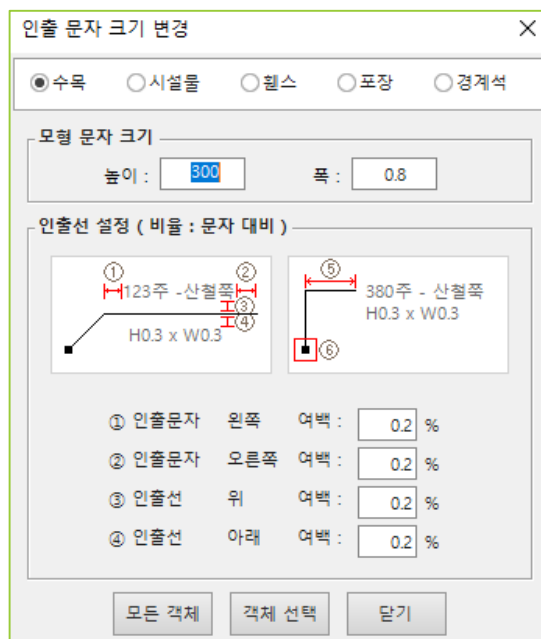 인출 문자 크기 변경
수목 시설물 휀스 포장 경계석
모형 문자 크기
높이 : 300 폭 : 0.8
인출선 설정 ( 비율 : 문자 대비 )
① ②
123주 -산철쭉
③
④
H0.3 x W0.3
⑤
380주 - 산철쭉
H0.3 x W0.3
⑥
① 인출문자 왼쪽 여백 : 0.2 %
② 인출문자 오른쪽 여백 : 0.2 %
③ 인출선 위 여백 : 0.2 %
④ 인출선 아래 여백 : 0.2 %
모든 객체 객체 선택 닫기